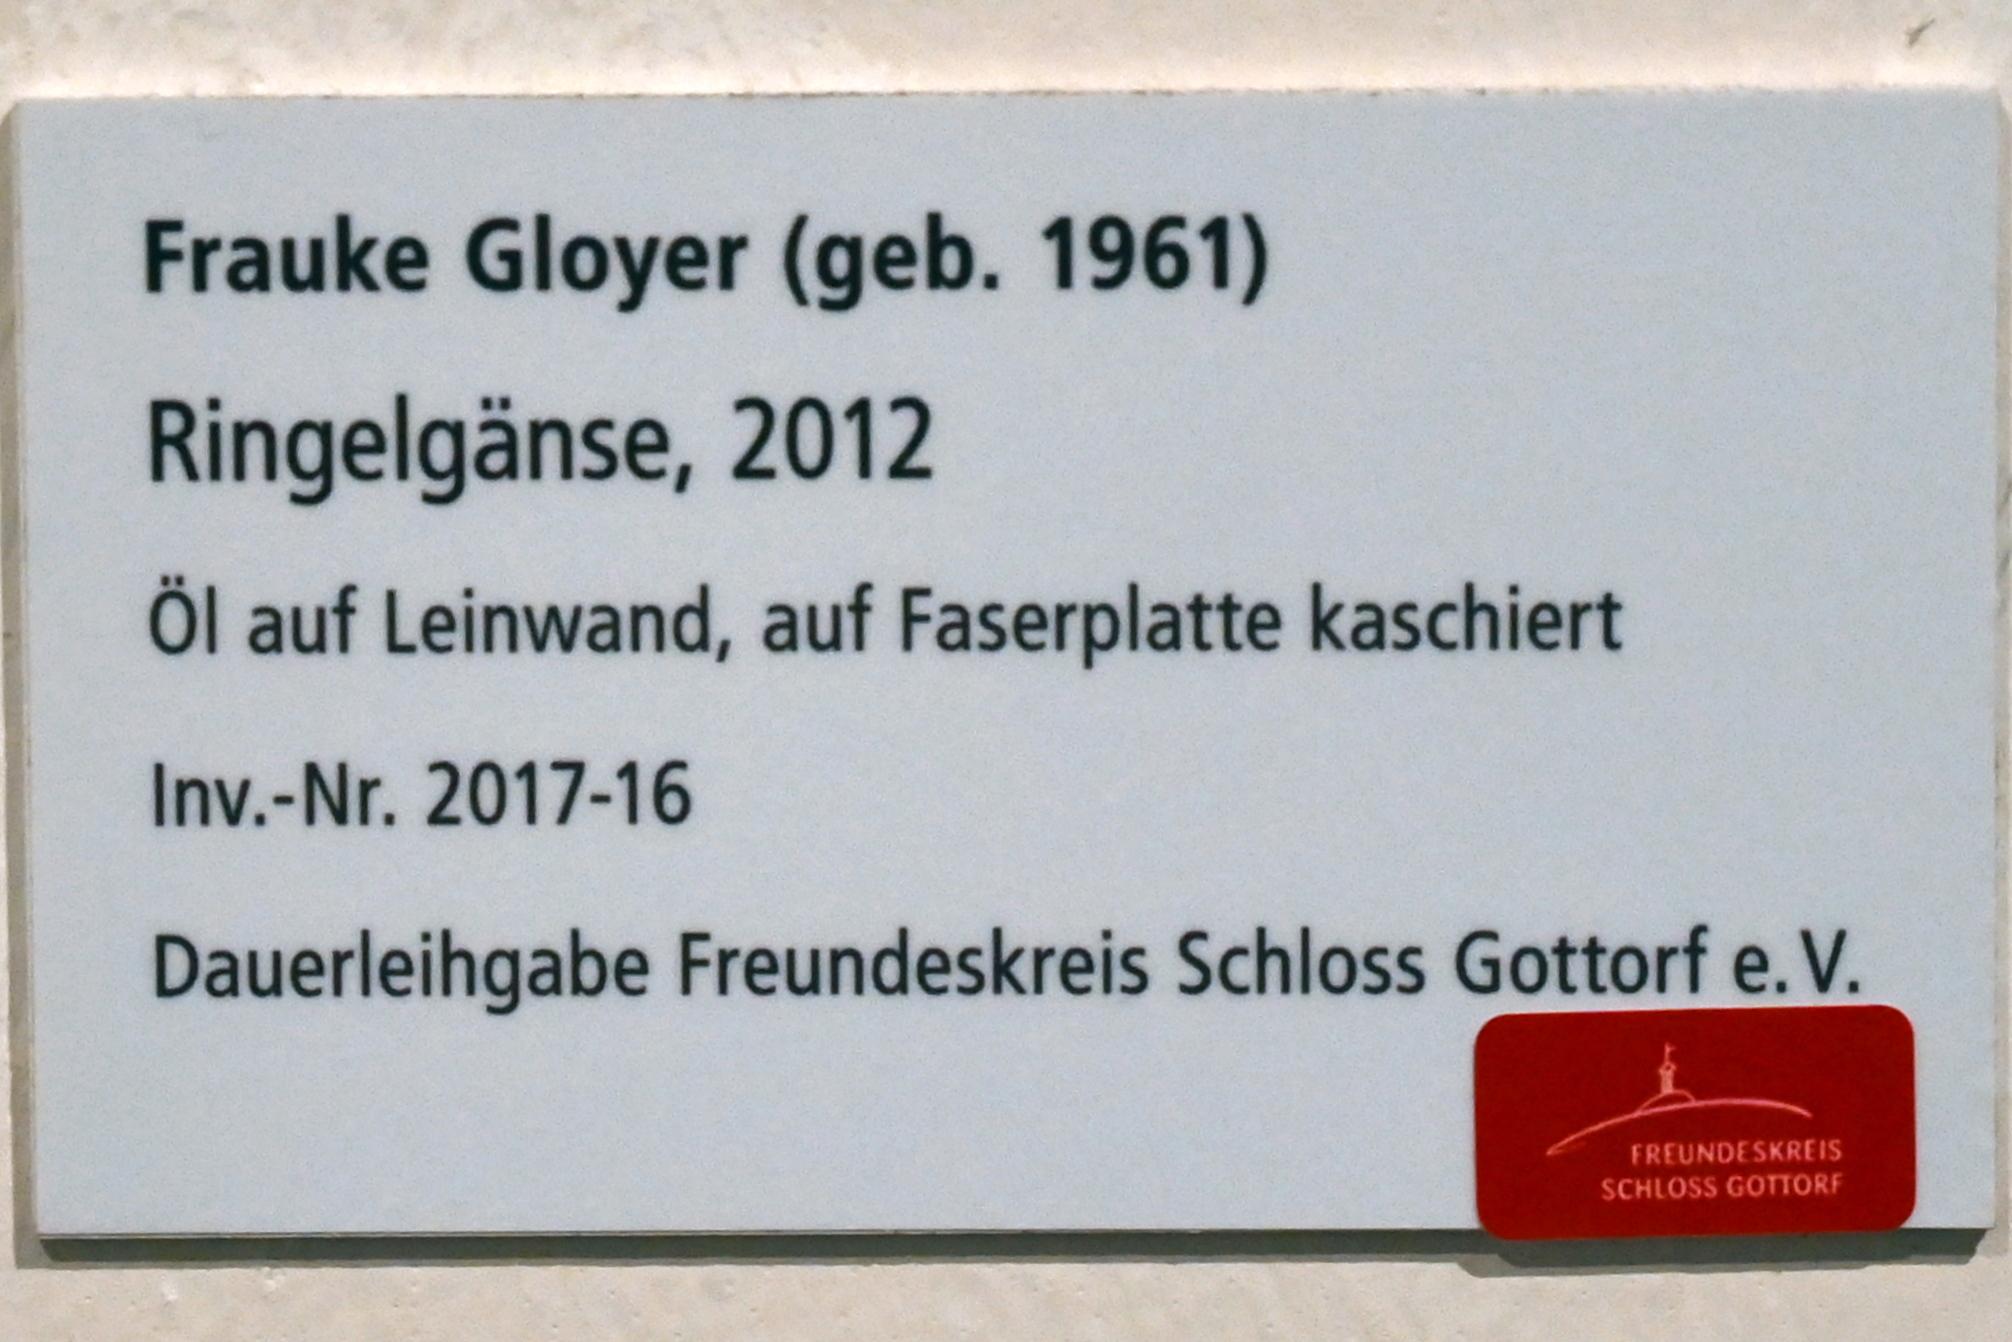 Frauke Gloyer (geb. 1961)
Ringelgänse, 2012
Öl auf Leinwand, auf Faserplatte kaschiert
Inv.-Nr. 2017-16
Dauerleihgabe Freundeskreis Schloss Gottorf e. V.
FREUNDESKREIS
SCHLOSS GOTTORF